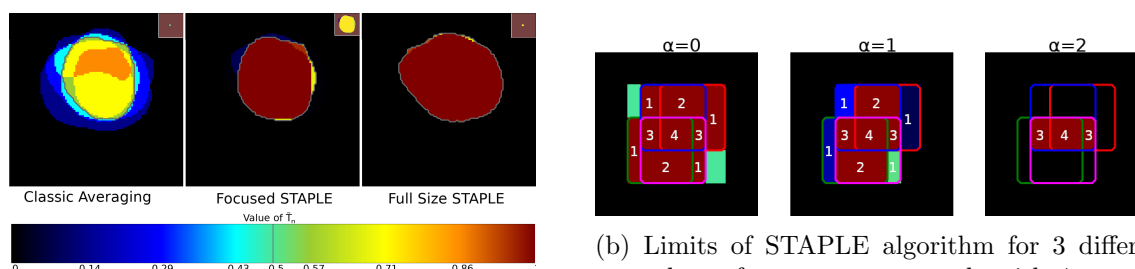 Classic Averaging
Focused STAPLE
Full Size STAPLE
Value of T̄ₙ
0 0.14 0.29 0.43 0.5 0.57 0.71 0.86
α=0
1 2
1
3 4 3
1
2 1
α=1
2
1
3 4 3
1
2 1
α=2
3 4 3
(b) Limits of STAPLE algorithm for 3 differ